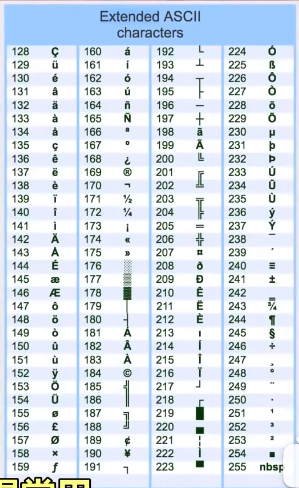 Extended ASCII
characters
128 Ç 160 á 192 └ 224 Ó
129 ü 161 í 193 ┴ 225 ß
130 é 162 ó 194 ┬ 226 Ô
131 â 163 ú 195 ├ 227 Ò
132 ä 164 ñ 196 ─ 228 õ
133 à 165 Ñ 197 ┼ 229 Õ
134 å 166 ª 198 ã 230 µ
135 ç 167 º 199 Ã 231 þ
136 ê 168 ¿ 200 ╚ 232 Þ
137 ë 169 ® 201 ╔ 233 Ú
138 è 170 ¬ 202 ╩ 234 Û
139 ï 171 ½ 203 ╦ 235 Ù
140 î 172 ¼ 204 ╠ 236 ý
141 ì 173 ¡ 205 ═ 237 Ý
142 Ä 174 « 206 ╬ 238 ¯
143 Å 175 » 207 ¤ 239 ´
144 É 176 ░ 208 ð 240 ≡
145 æ 177 ▒ 209 Đ 241 ±
146 Æ 178 ▓ 210 Ê 242 ‗
147 ô 179 │ 211 Ë 243 ¾
148 ö 180 ┤ 212 È 244 ¶
149 ò 181 Á 213 ı 245 §
150 û 182 Â 214 Í 246 ÷
151 ù 183 À 215 Î 247 ¸
152 ÿ 184 © 216 Ï 248 °
153 Ö 185 ╣ 217 ┘ 249 ¨
154 Ü 186 ║ 218 ┌ 250 ·
155 ø 187 ╗ 219 █ 251 ¹
156 £ 188 ╝ 220 ▄ 252 ³
157 Ø 189 ¢ 221 ¦ 253 ²
158 × 190 ¥ 222 Ì 254 ■
159 ƒ 191 ┐ 223 ▀ 255 nbsp